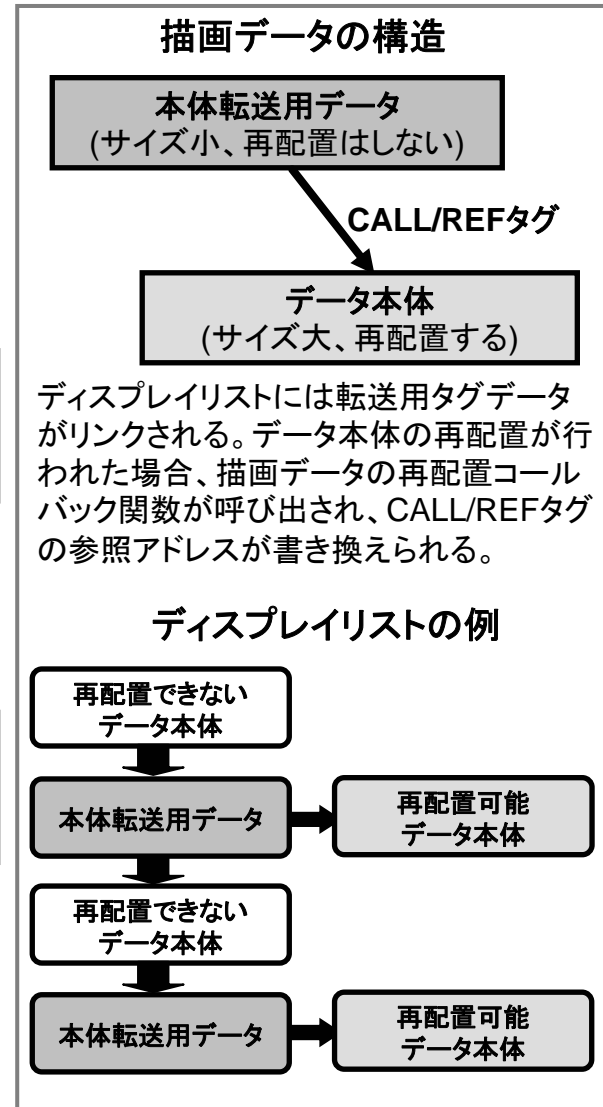 描画データの構造
本体転送用データ
(サイズ小、再配置はしない)
CALL/REFタグ
データ本体
(サイズ大、再配置する)
ディスプレイリストには転送用タグデータ
がリンクされる。データ本体の再配置が行
われた場合、描画データの再配置コール
バック関数が呼び出され、CALL/REFタグ
の参照アドレスが書き換えられる。
ディスプレイリストの例
再配置できない
データ本体
本体転送用データ
再配置可能
データ本体
再配置できない
データ本体
本体転送用データ
再配置可能
データ本体